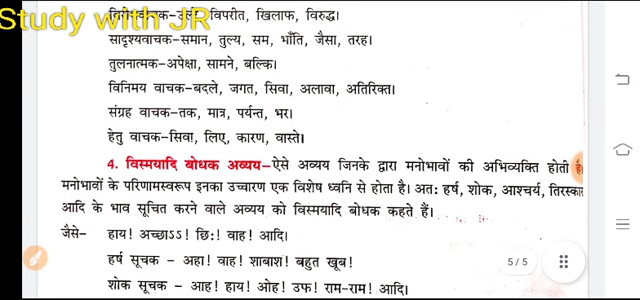 Study with JR
विरोधवाचक-उलटे, विपरीत, खिलाफ, विरुद्ध।
सादृश्यवाचक-समान, तुल्य, सम, भाँति, जैसा, तरह।
तुलनात्मक-अपेक्षा, सामने, बल्कि।
विनिमय वाचक-बदले, जगत, सिवा, अलावा, अतिरिक्त।
संग्रह वाचक-तक, मात्र, पर्यन्त, भर।
हेतु वाचक-सिवा, लिए, कारण, वास्ते।
4. विस्मयादि बोधक अव्यय-ऐसे अव्यय जिनके द्वारा मनोभावों की अभिव्यक्ति होती है।
मनोभावों के परिणामस्वरूप इनका उच्चारण एक विशेष ध्वनि से होता है। अतः हर्ष, शोक, आश्चर्य, तिरस्कार
आदि के भाव सूचित करने वाले अव्यय को विस्मयादि बोधक कहते हैं।
जैसे- हाय! अच्छाऽऽ! छिः! वाह! आदि।
हर्ष सूचक - अहा! वाह! शाबाश! बहुत खूब!
5/5
शोक सूचक - आह! हाय! ओह! उफ! राम-राम! आदि।